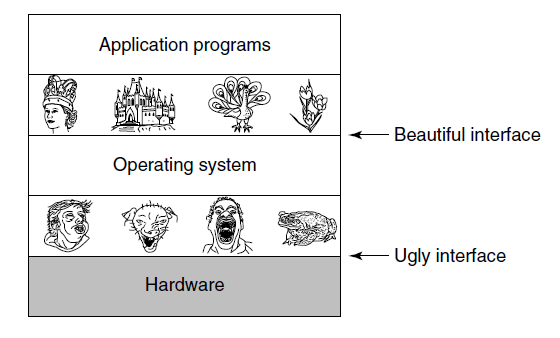 Application programs
Beautiful interface
Operating system
Ugly interface
Hardware